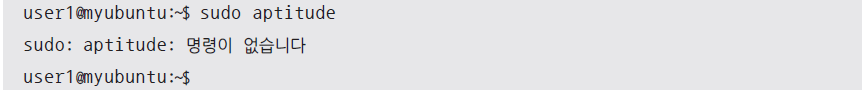 user1@myubuntu:~$ sudo aptitude
sudo: aptitude: 명령이 없습니다
user1@myubuntu:~$